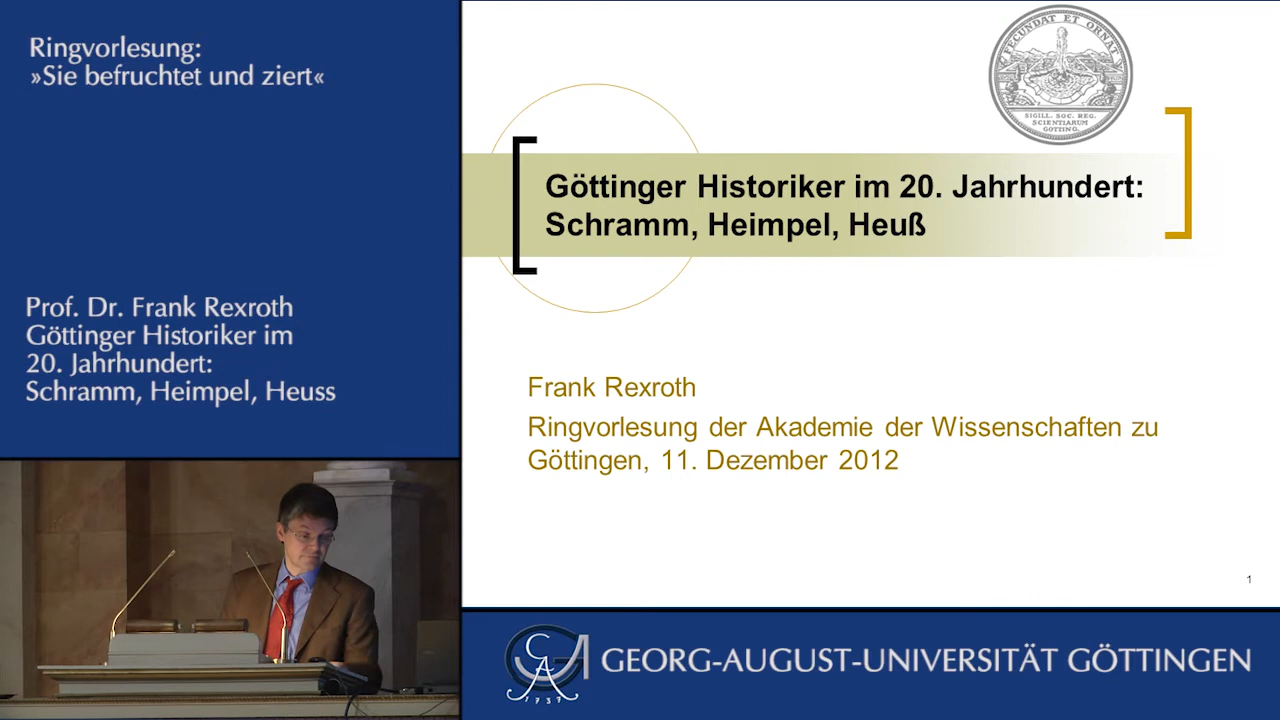 Ringvorlesung:
»Sie befruchtet und ziert«
Prof. Dr. Frank Rexroth
Göttinger Historiker im
20. Jahrhundert:
Schramm, Heimpel, Heuss
FECUNDAT ET ORNAT
SIGILL. SOC. REG.
SCIENTIARUM
GOTTING.
Göttinger Historiker im 20. Jahrhundert:
Schramm, Heimpel, Heuß
Frank Rexroth
Ringvorlesung der Akademie der Wissenschaften zu
Göttingen, 11. Dezember 2012
1
GAU
1737
GEORG-AUGUST-UNIVERSITÄT GÖTTINGEN